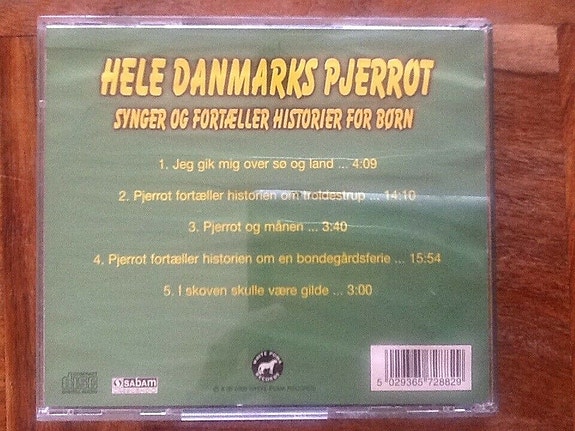 HELE DANMARKS PJERROT
SYNGER OG FORTÆLLER HISTORIER FOR BØRN
1. Jeg gik mig over sø og land ... 4:09
2. Pjerrot fortæller historien om troldestrup ... 14:10
3. Pjerrot og månen ... 3:40
4. Pjerrot fortæller historien om en bondegårdsferie ... 15:54
5. I skoven skulle være gilde ... 3:00
disc
sabam
5 029365 728829